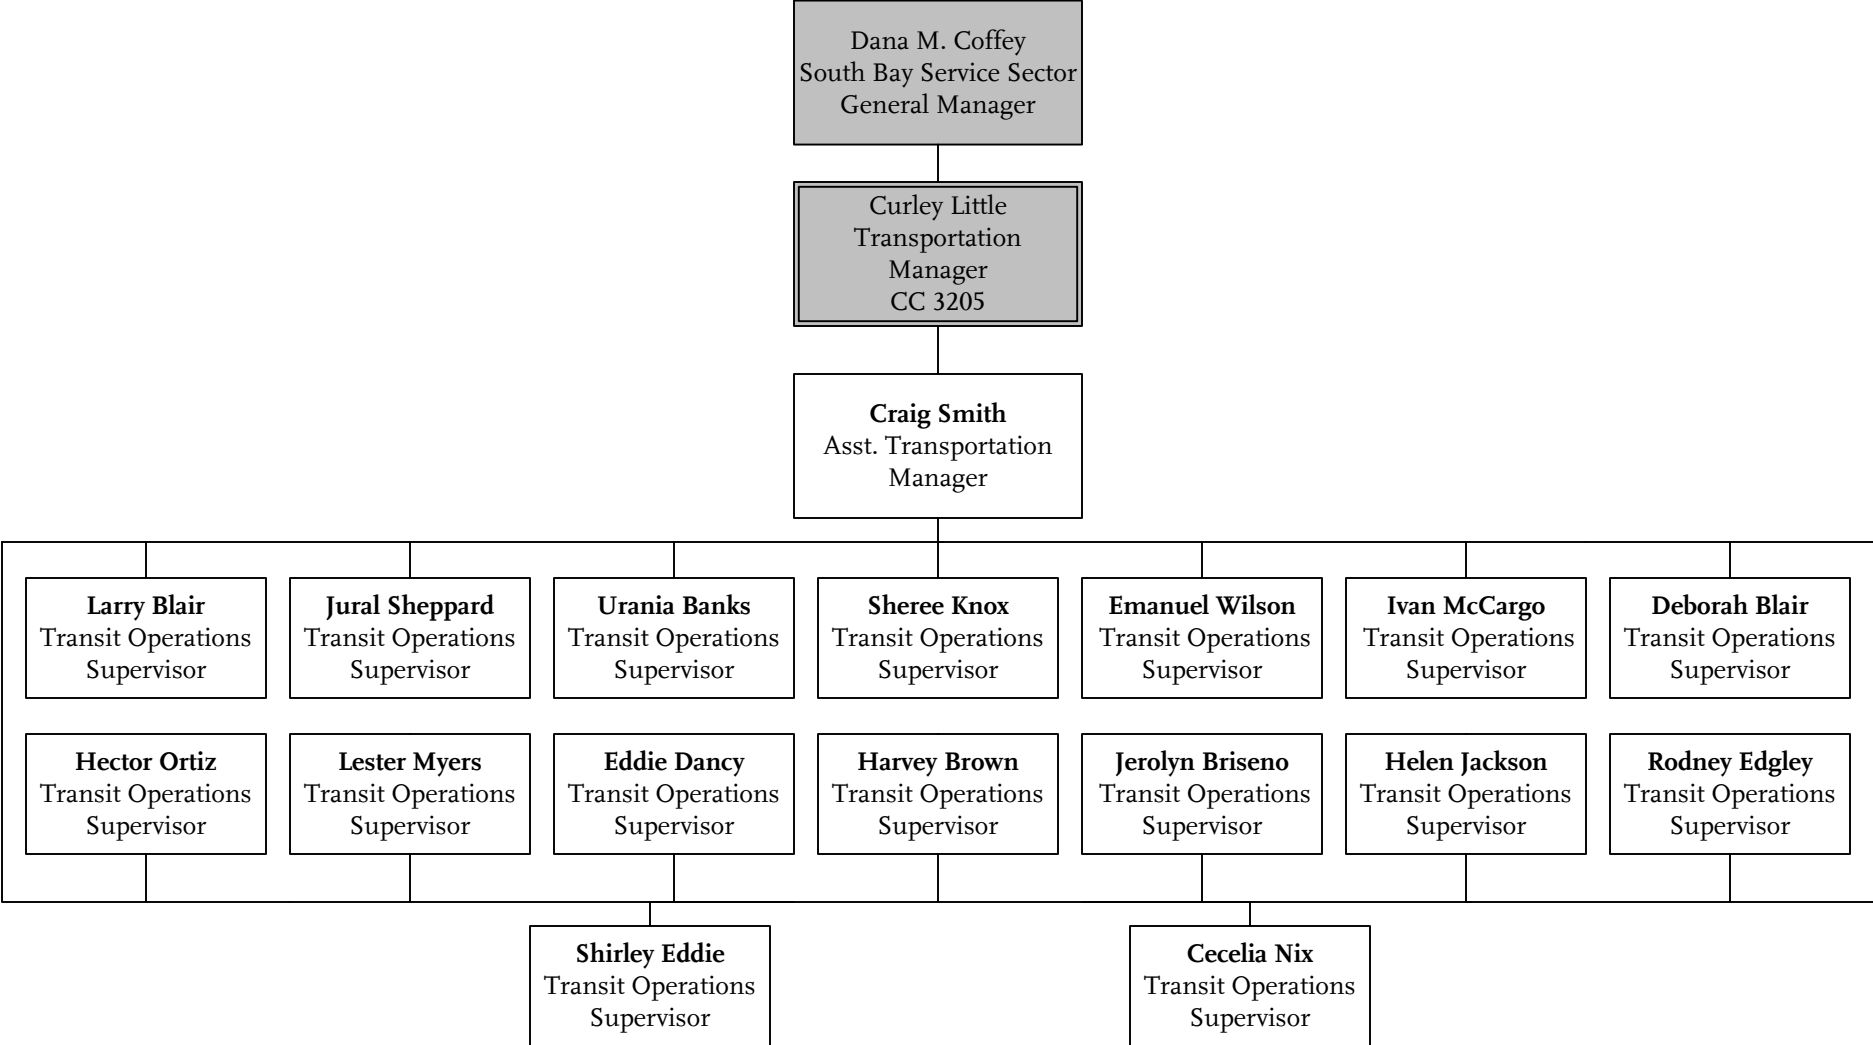 Dana M. Coffey
South Bay Service Sector
General Manager
Curley Little
Transportation
Manager
CC 3205
Craig Smith
Asst. Transportation
Manager
Larry Blair
Transit Operations
Supervisor
Jural Sheppard
Transit Operations
Supervisor
Urania Banks
Transit Operations
Supervisor
Sheree Knox
Transit Operations
Supervisor
Emanuel Wilson
Transit Operations
Supervisor
Ivan McCargo
Transit Operations
Supervisor
Deborah Blair
Transit Operations
Supervisor
Hector Ortiz
Transit Operations
Supervisor
Lester Myers
Transit Operations
Supervisor
Eddie Dancy
Transit Operations
Supervisor
Harvey Brown
Transit Operations
Supervisor
Jerolyn Briseno
Transit Operations
Supervisor
Helen Jackson
Transit Operations
Supervisor
Rodney Edgley
Transit Operations
Supervisor
Shirley Eddie
Transit Operations
Supervisor
Cecelia Nix
Transit Operations
Supervisor